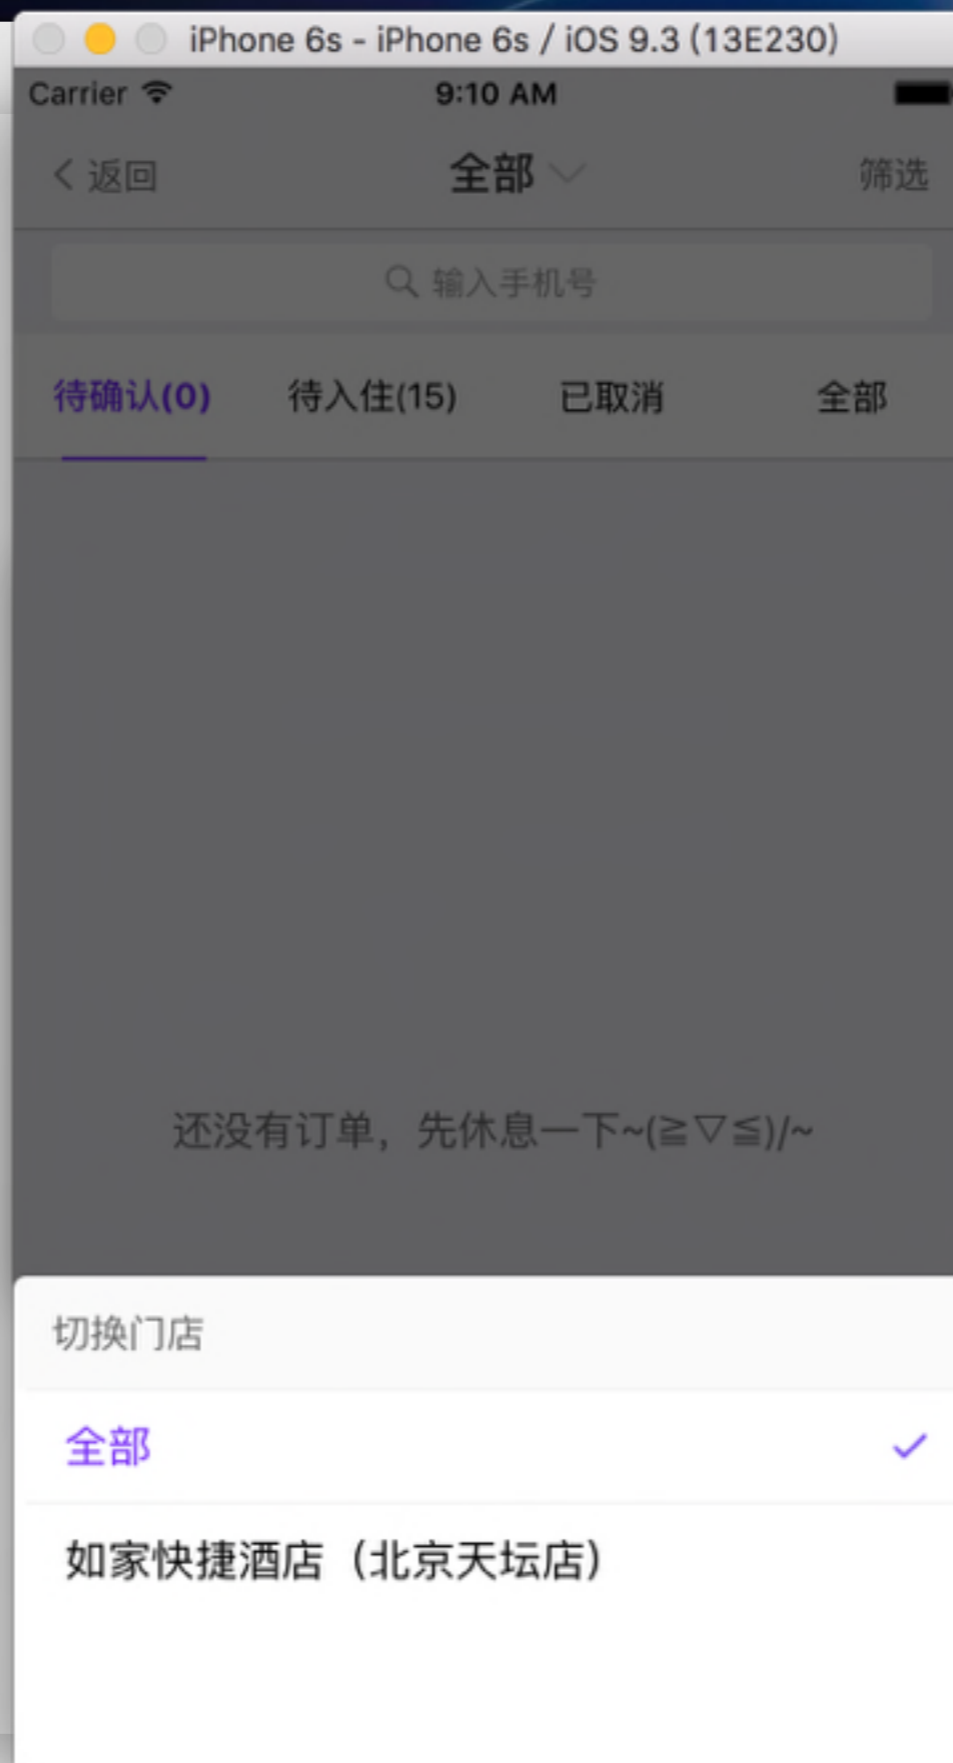 iPhone 6s - iPhone 6s / iOS 9.3 (13E230)
Carrier 9:10 AM
返回 全部 筛选
输入手机号
待确认(0) 待入住(15) 已取消 全部
还没有订单，先休息一下~(≧▽≦)/~
切换门店
全部
如家快捷酒店（北京天坛店）